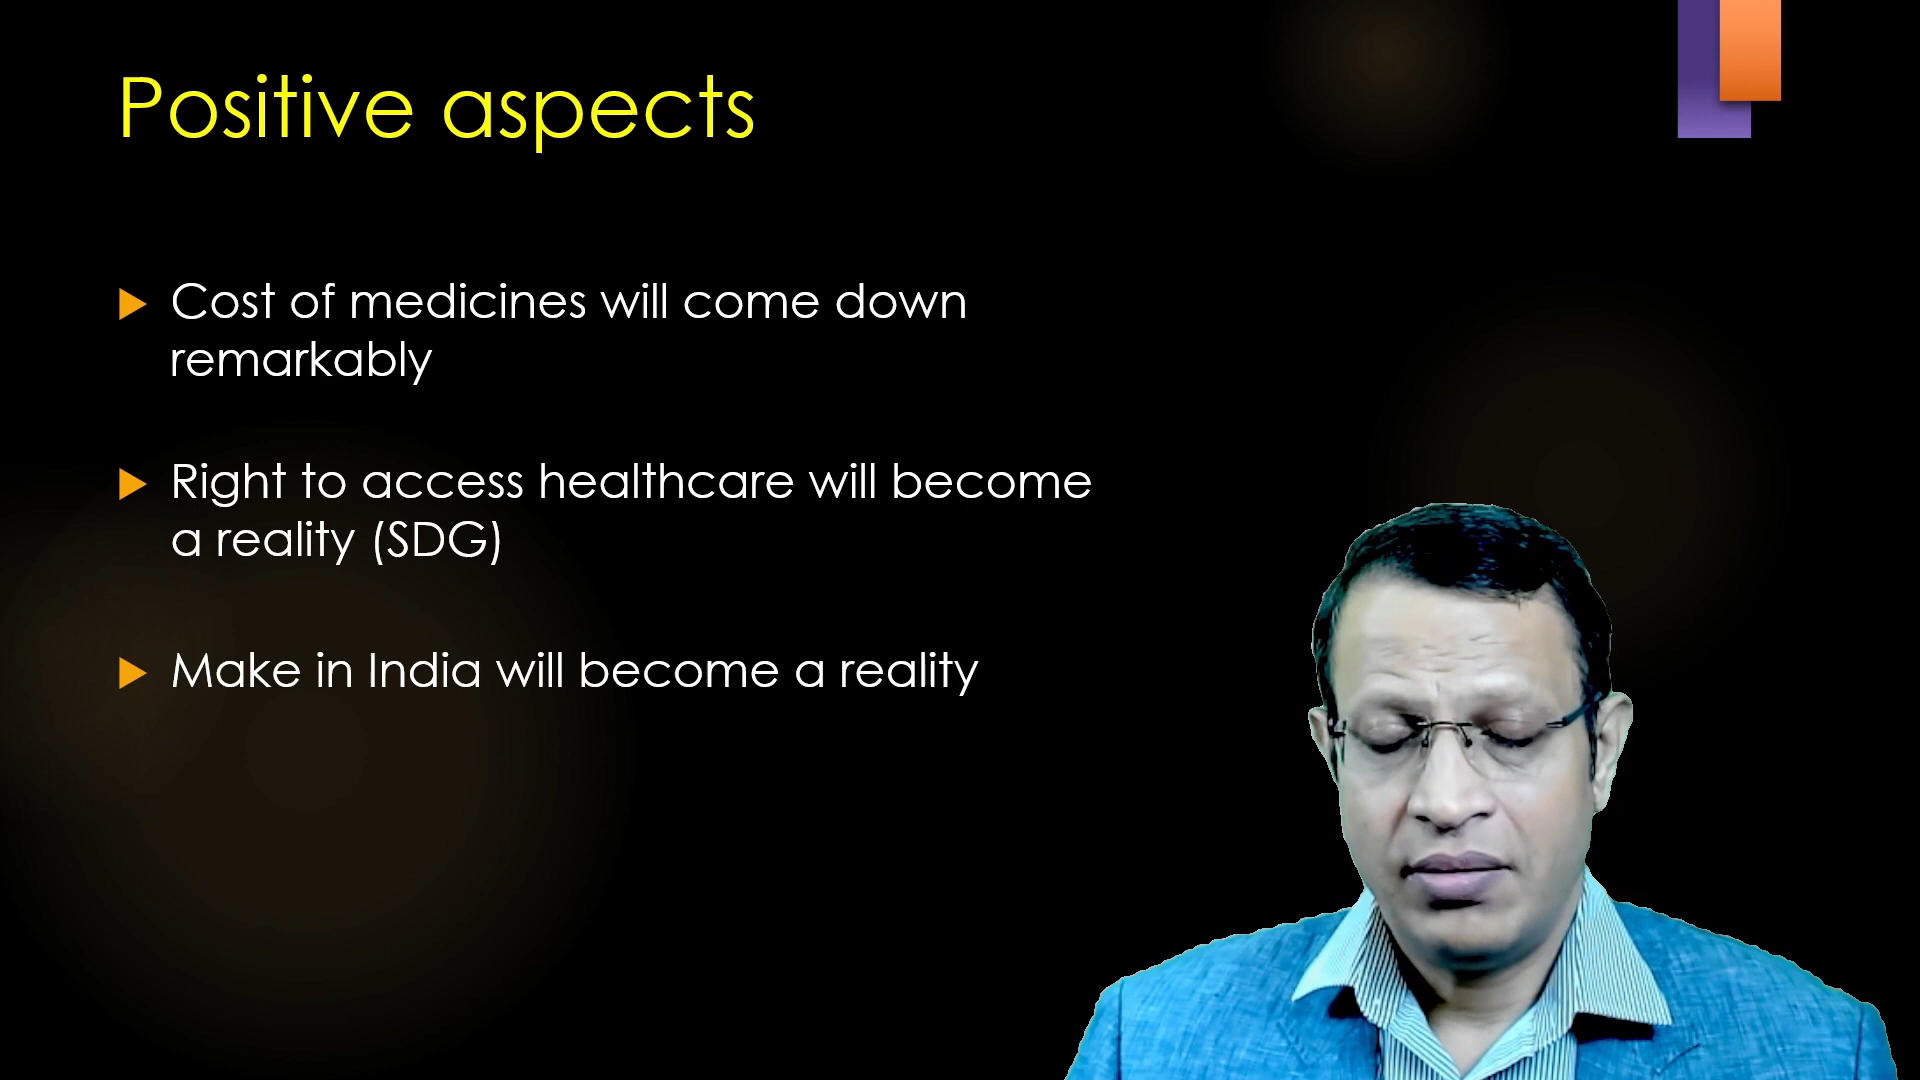 Positive aspects
Cost of medicines will come down
remarkably
Right to access healthcare will become
a reality (SDG)
Make in India will become a reality